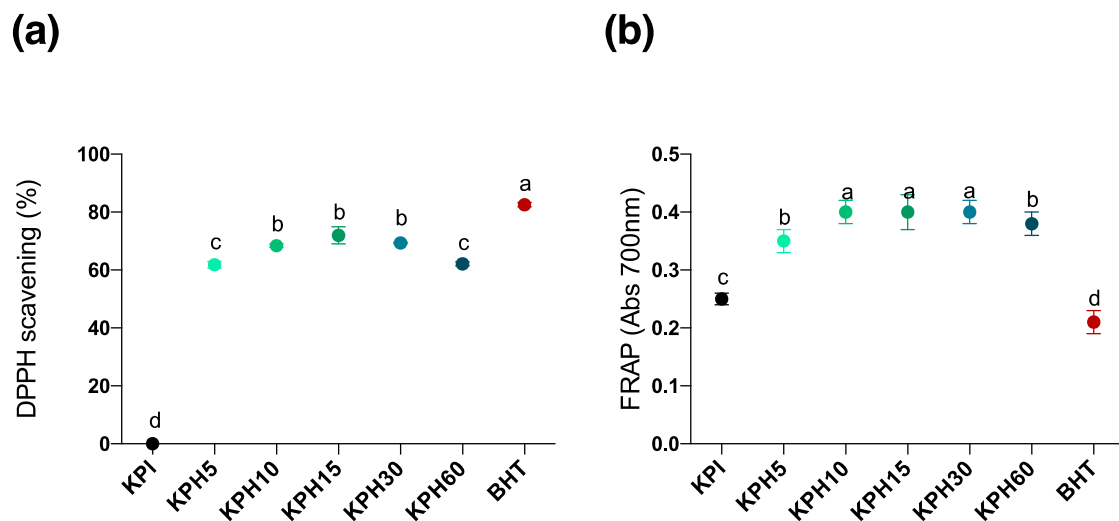 (a)
DPPH scavening (%)
100
80
60
40
20
0
d
c
b
b
b
c
a
KPI
KPH5
KPH10
KPH15
KPH30
KPH60
BHT
(b)
FRAP (Abs 700nm)
0.5
0.4
0.3
0.2
0.1
0.0
c
b
a
a
a
b
d
KPI
KPH5
KPH10
KPH15
KPH30
KPH60
BHT